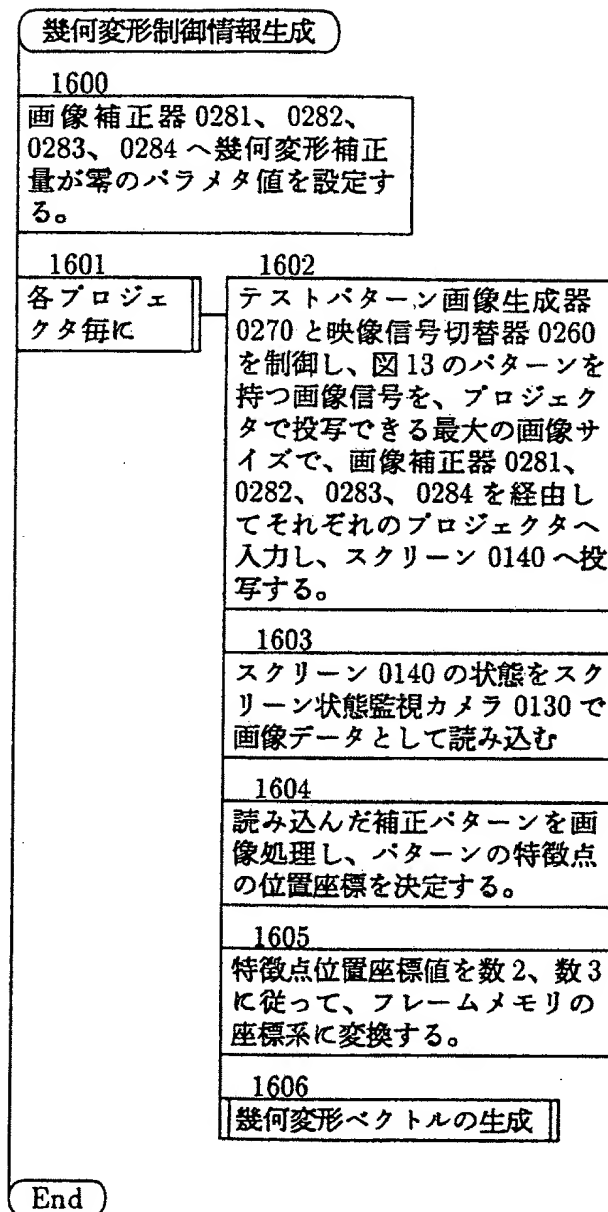 幾何変形制御情報生成
1600
画像補正器 0281、0282、
0283、0284 へ幾何変形補正
量が零のパラメタ値を設定す
る。
1601
各プロジェ
クタ毎に
1602
テストパターン画像生成器
0270 と映像信号切替器 0260
を制御し、図 13 のパターンを
持つ画像信号を、プロジェク
タで投写できる最大の画像サ
イズで、画像補正器 0281、
0282、0283、0284 を経由し
てそれぞれのプロジェクタへ
入力し、スクリーン 0140 へ投
写する。
1603
スクリーン 0140 の状態をスク
リーン状態監視カメラ 0130 で
画像データとして読み込む
1604
読み込んだ補正パターンを画
像処理し、パターンの特徴点
の位置座標を決定する。
1605
特徴点位置座標値を数 2、数 3
に従って、フレームメモリの
座標系に変換する。
1606
幾何変形ベクトルの生成
End